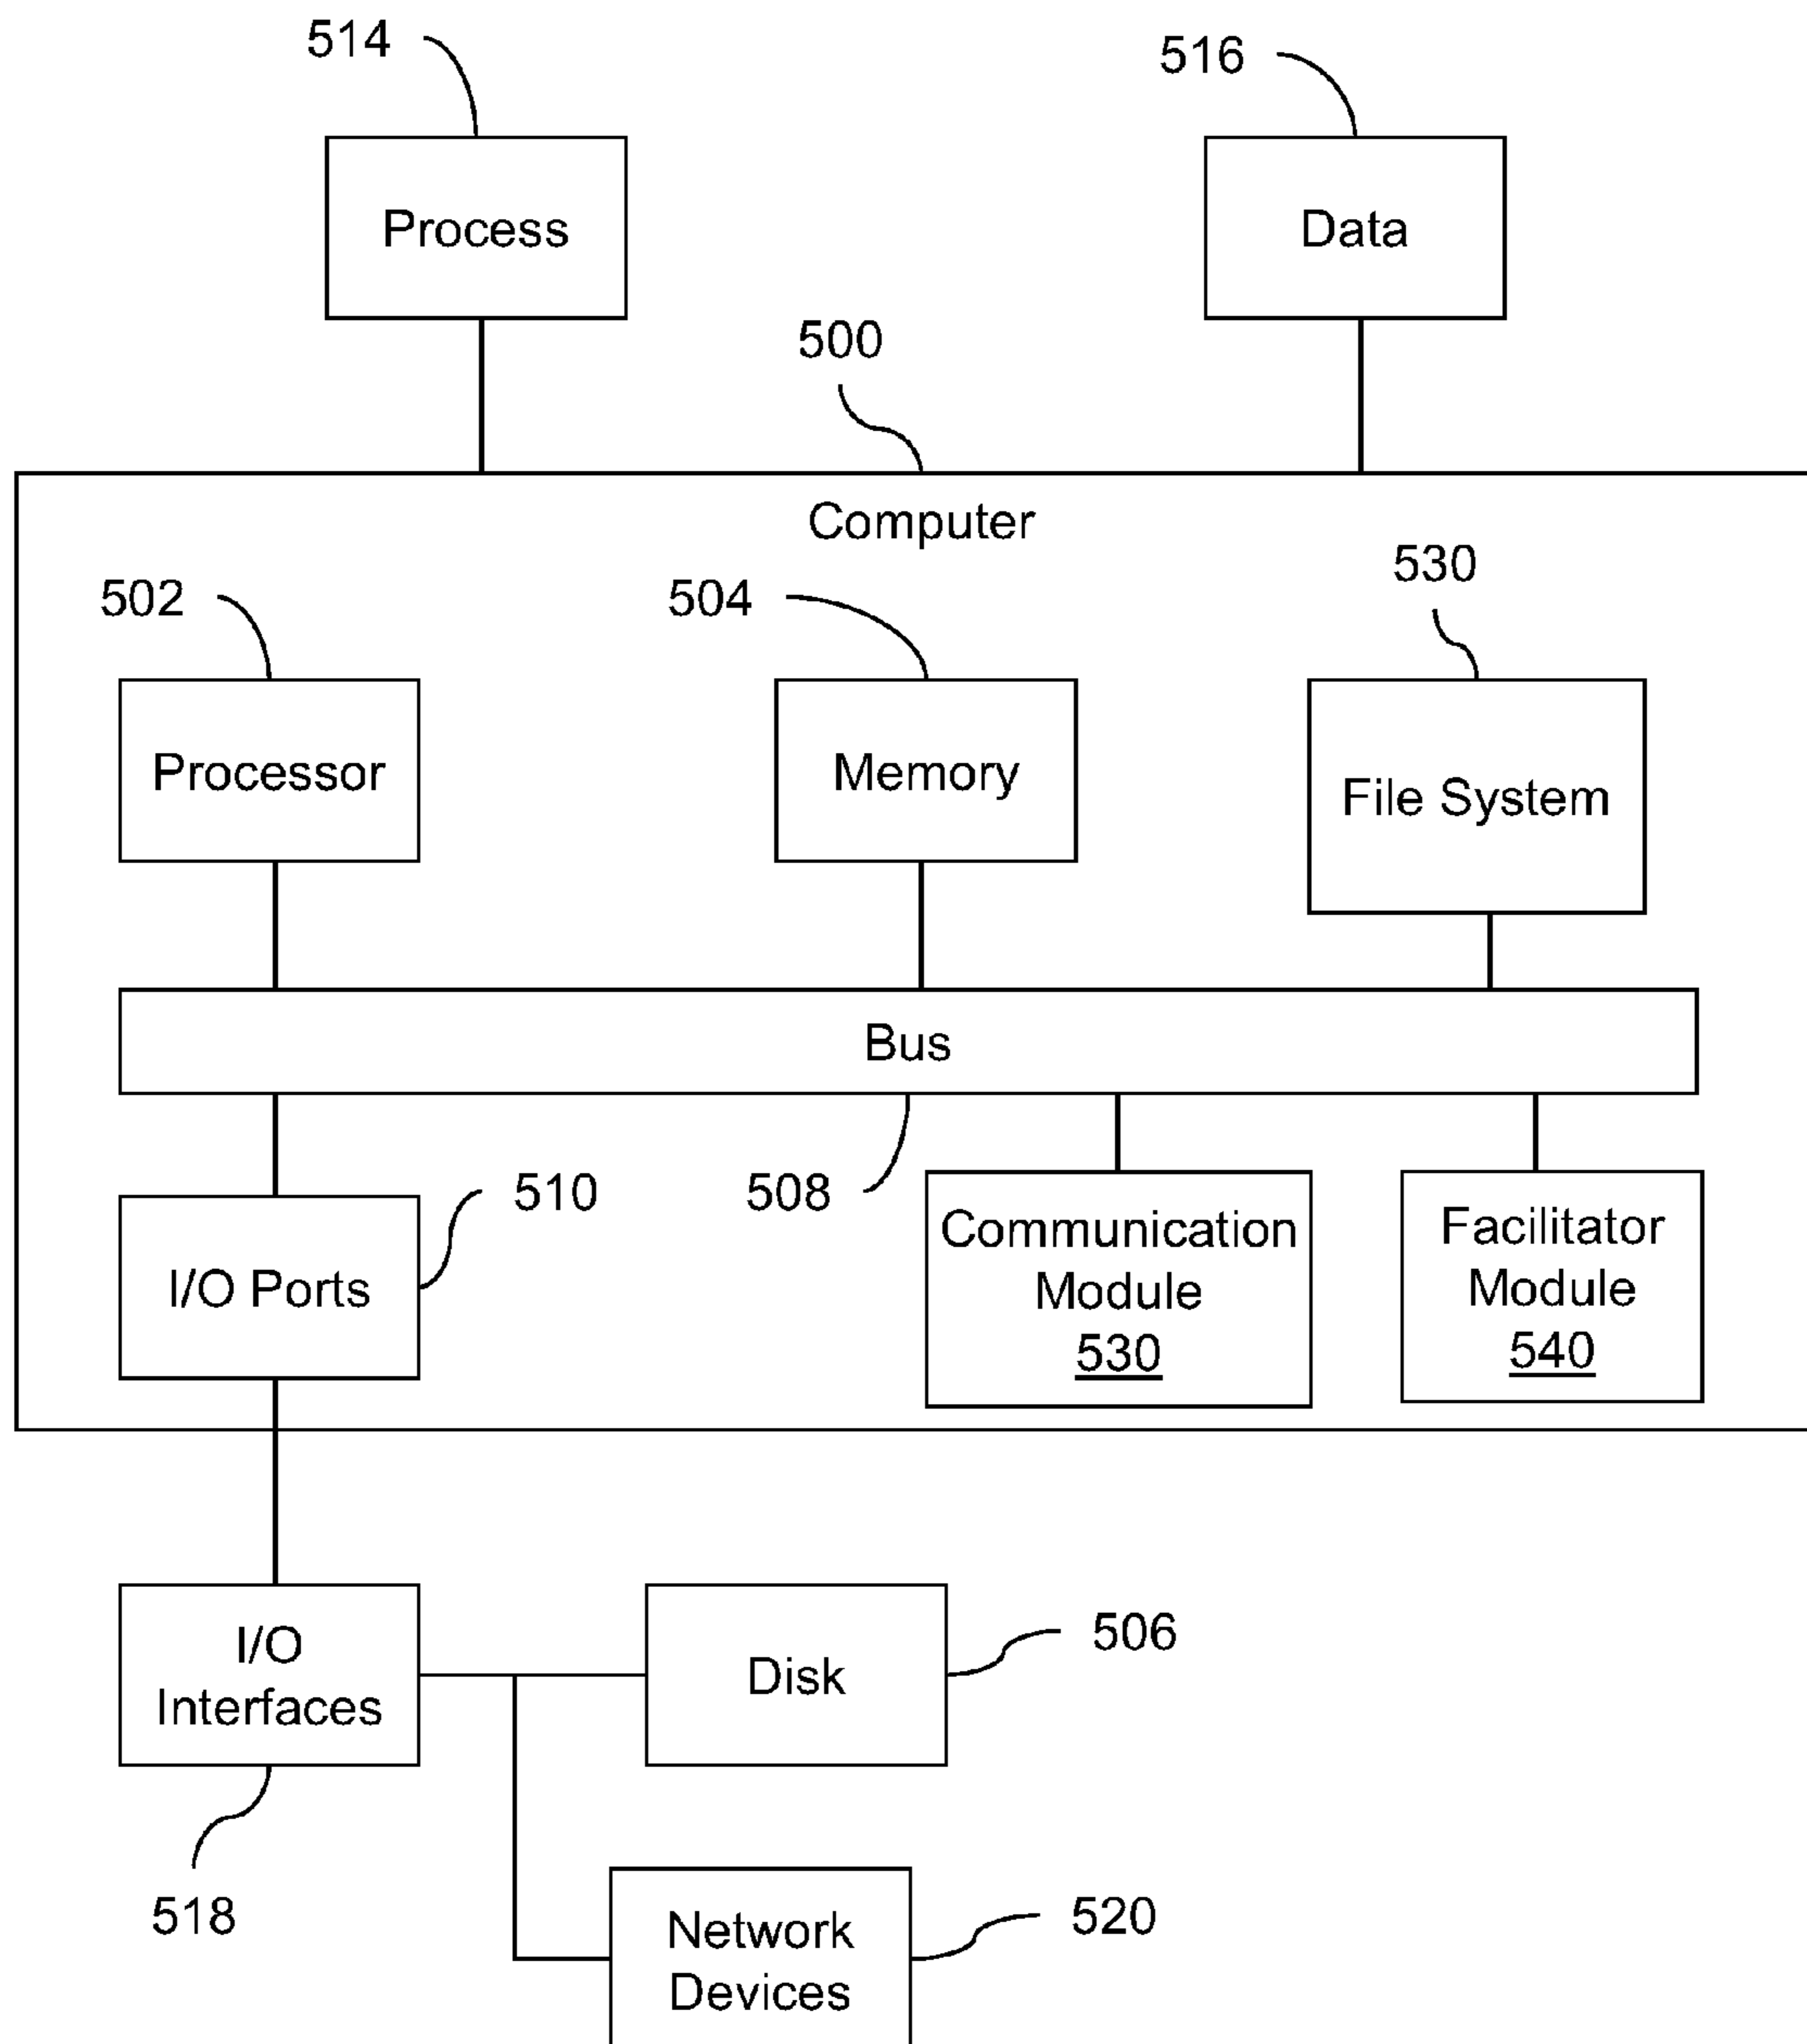 514
516
Process
Data
500
Computer
502
504
530
Processor
Memory
File System
Bus
510
508
I/O Ports
Communication
Module
530
Facilitator
Module
540
I/O
Interfaces
Disk
506
518
Network
Devices
520